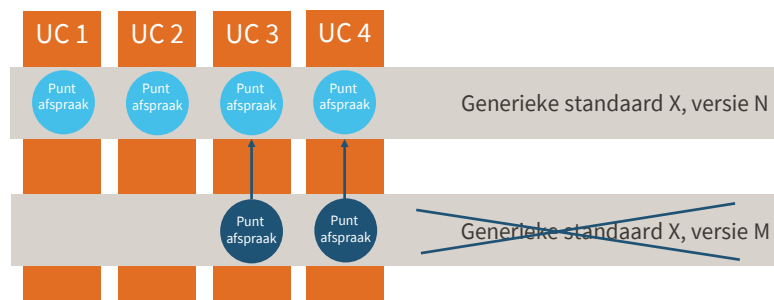 UC 1 UC 2 UC 3 UC 4
Punt
afspraak
Punt
afspraak
Punt
afspraak
Punt
afspraak
Generieke standaard X, versie N
Punt
afspraak
Punt
afspraak
Generieke standaard X, versie M